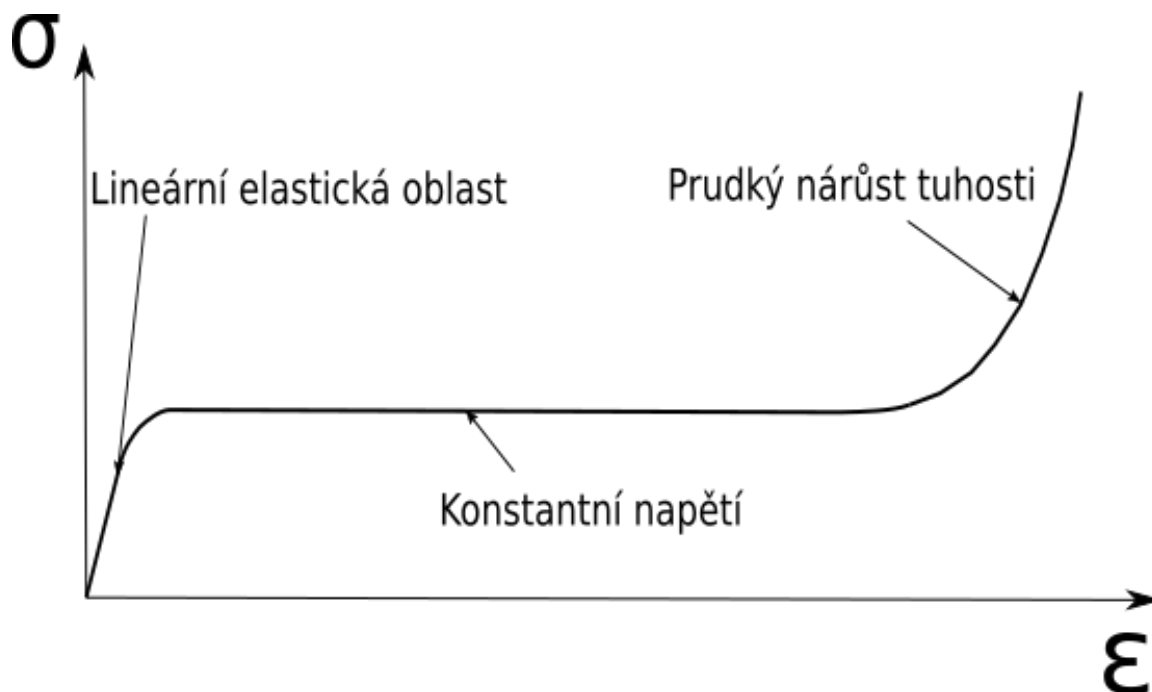 σ
Lineární elastická oblast
Prudký nárůst tuhosti
Konstantní napětí
ε